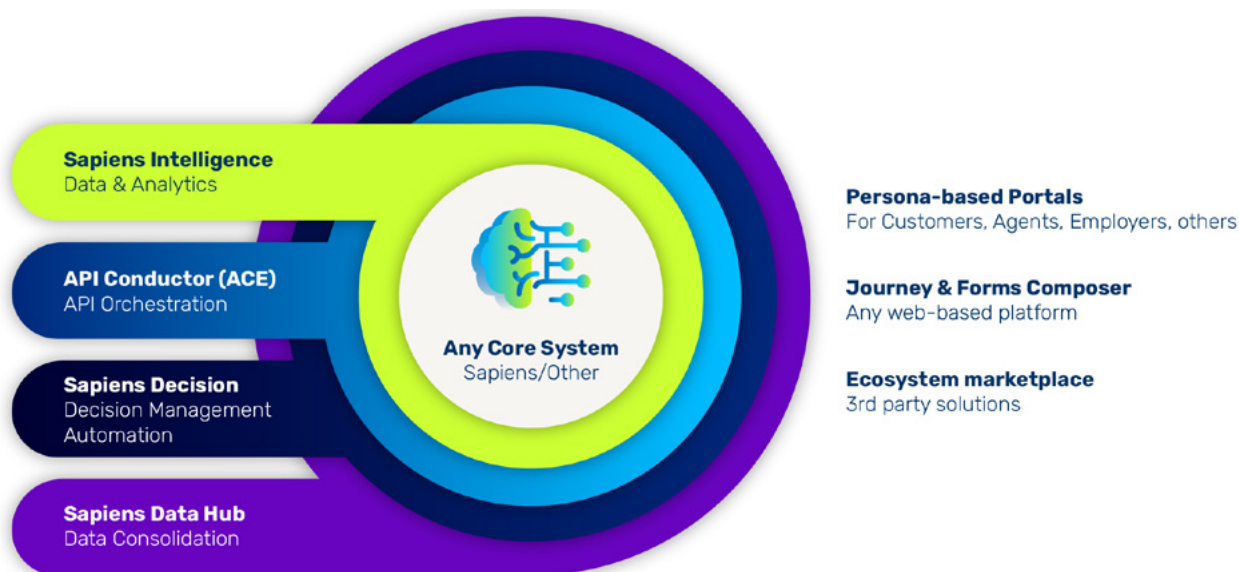 Sapiens Intelligence
Data & Analytics
API Conductor (ACE)
API Orchestration
Sapiens Decision
Decision Management
Automation
Sapiens Data Hub
Data Consolidation
Any Core System
Sapiens/Other
Persona-based Portals
For Customers, Agents, Employers, others
Journey & Forms Composer
Any web-based platform
Ecosystem marketplace
3rd party solutions